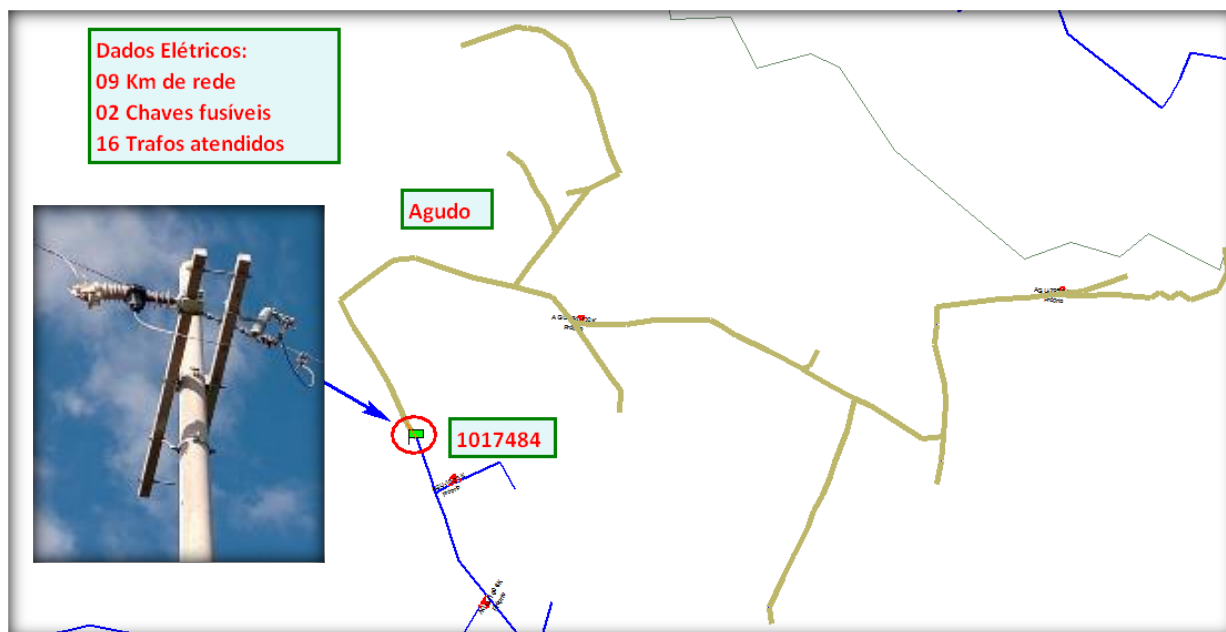 Dados Elétricos:
09 Km de rede
02 Chaves fusíveis
16 Trafos atendidos
Agudo
1017484